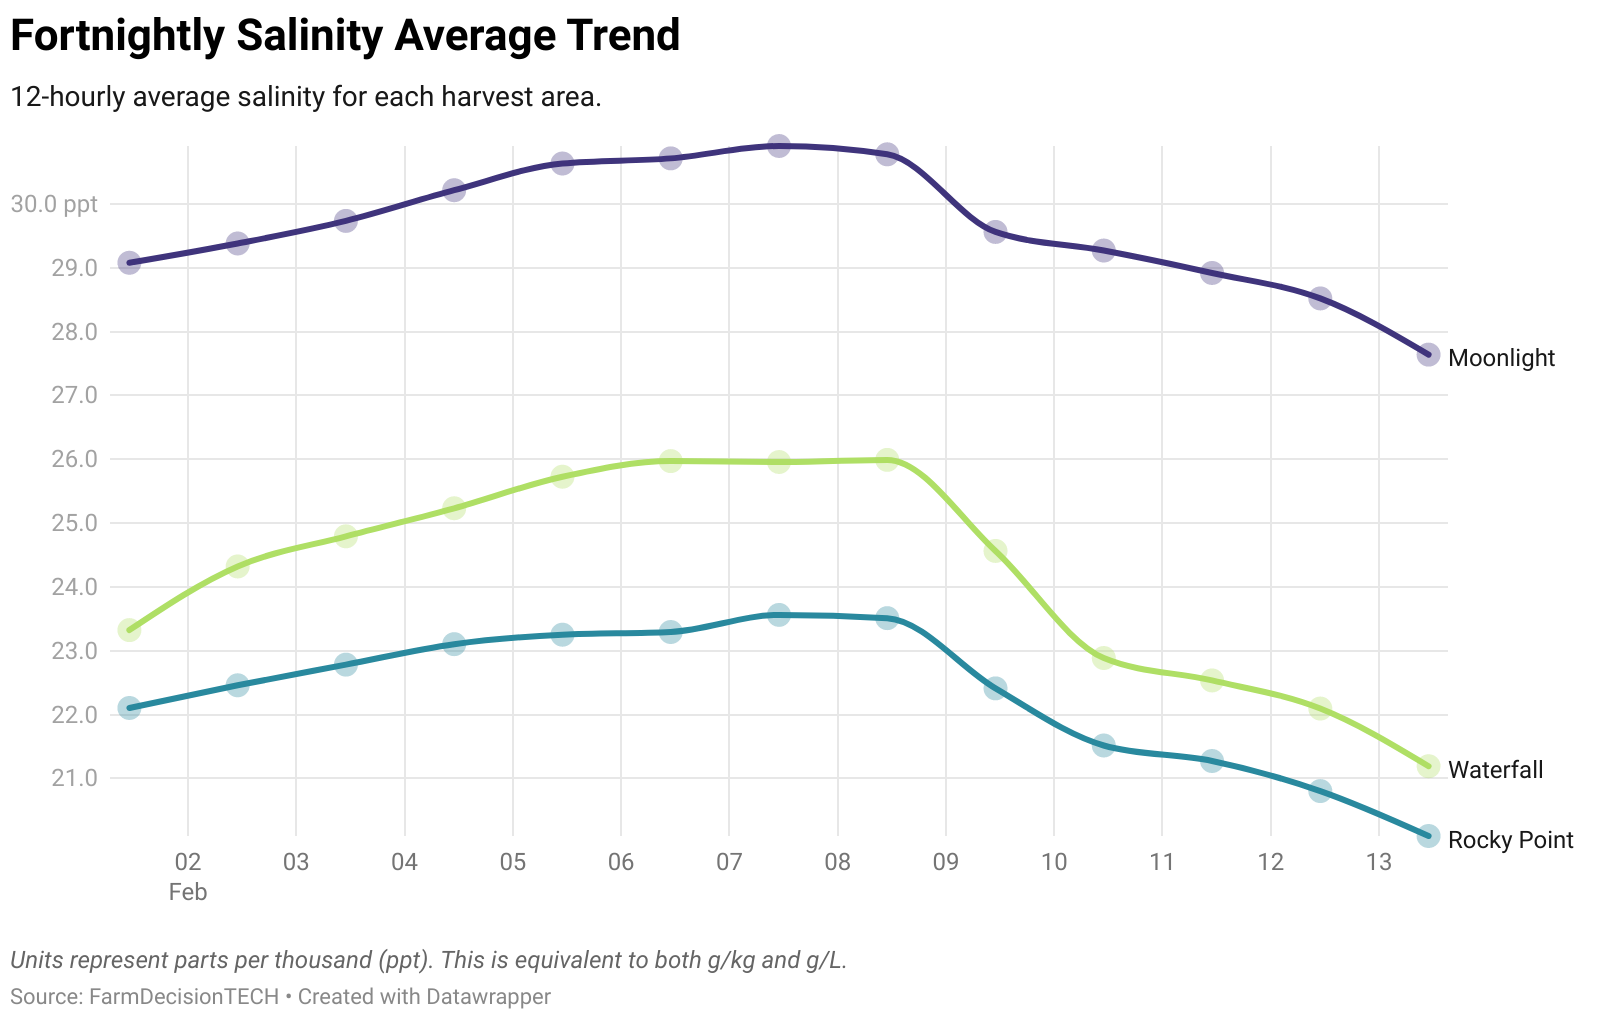 Fortnightly Salinity Average Trend
12-hourly average salinity for each harvest area.
30.0 ppt
29.0
28.0
27.0
26.0
25.0
24.0
23.0
22.0
21.0
Moonlight
Waterfall
Rocky Point
02 03 04 05 06 07 08 09 10 11 12 13
Feb
Units represent parts per thousand (ppt). This is equivalent to both g/kg and g/L.
Source: FarmDecisionTECH • Created with Datawrapper